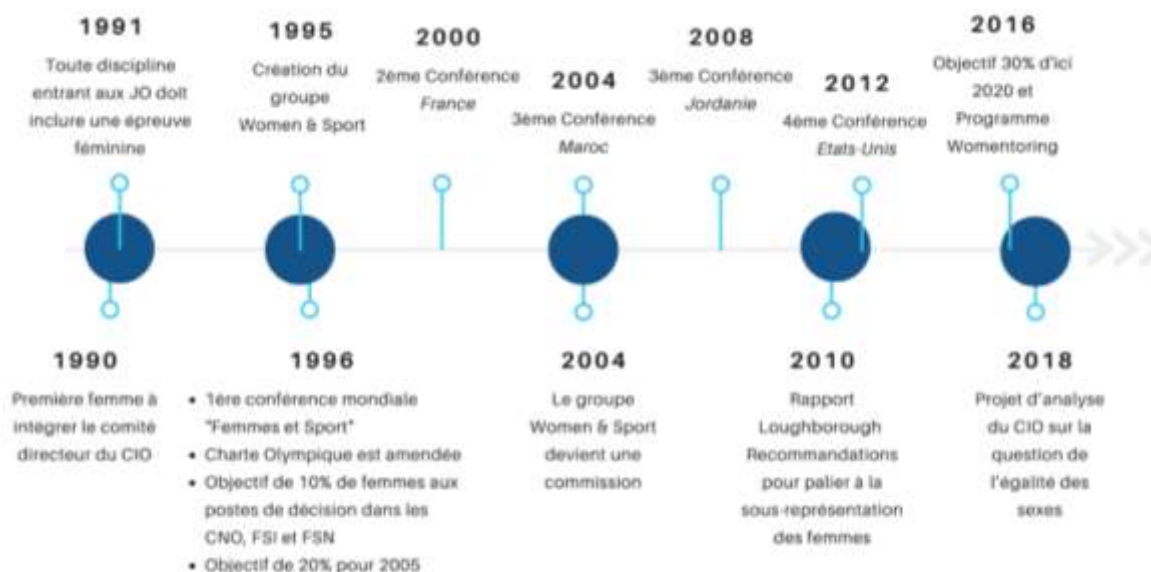 1991
Toute discipline
entrant aux JO doit
inclure une épreuve
féminine
1995
Création du
groupe
Women & Sport
2000
2ème Conférence
France
2004
3ème Conférence
Maroc
2008
3ème Conférence
Jordanie
2012
4ème Conférence
Etats-Unis
2016
Objectif 30% d'ici
2020 et
Programme
Womentoring
1990
Première femme à
intégrer le comité
directeur du CIO
1996
• 1ère conférence mondiale
"Femmes et Sport"
• Charte Olympique est amendée
• Objectif de 10% de femmes aux
postes de décision dans les
CNO, FSI et FSN
• Objectif de 20% pour 2005
2004
Le groupe
Women & Sport
devient une
commission
2010
Rapport
Loughborough
Recommandations
pour palier à la
sous-représentation
des femmes
2018
Projet d'analyse
du CIO sur la
question de
l'égalité des
sexes